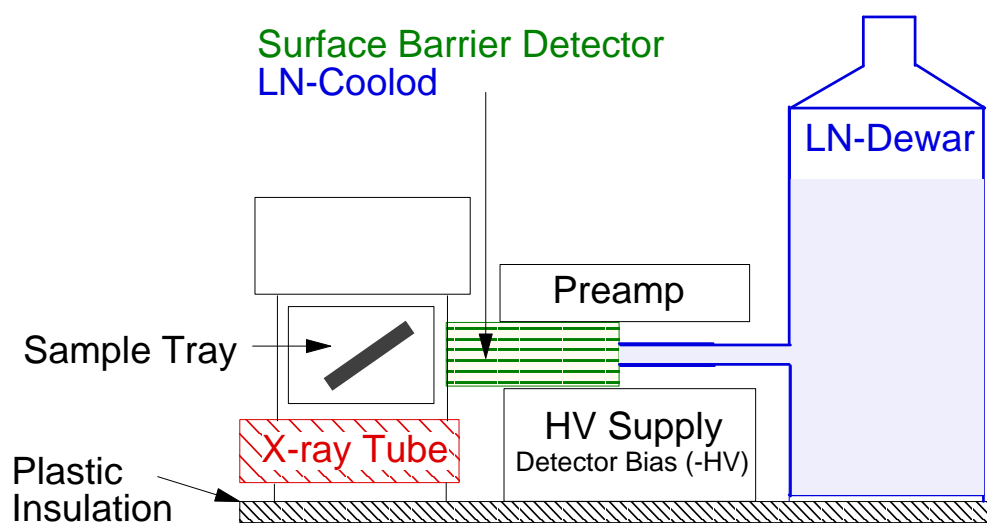 Surface Barrier Detector
LN-Coolod
LN-Dewar
Preamp
Sample Tray
X-ray Tube
HV Supply
Detector Bias (-HV)
Plastic
Insulation